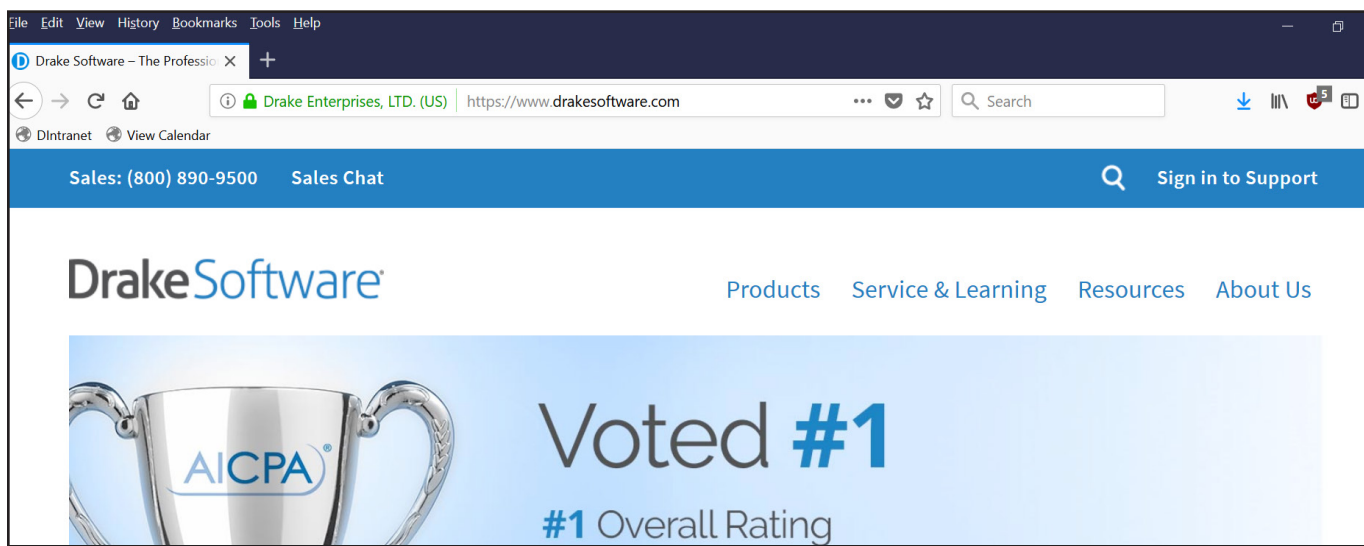 File Edit View History Bookmarks Tools Help
Drake Software – The Professio
Drake Enterprises, LTD. (US) https://www.drakesoftware.com Search 5
DIntranet View Calendar
Sales: (800) 890-9500 Sales Chat Sign in to Support
DrakeSoftware
Products Service & Learning Resources About Us
AICPA®
Voted #1
#1 Overall Rating